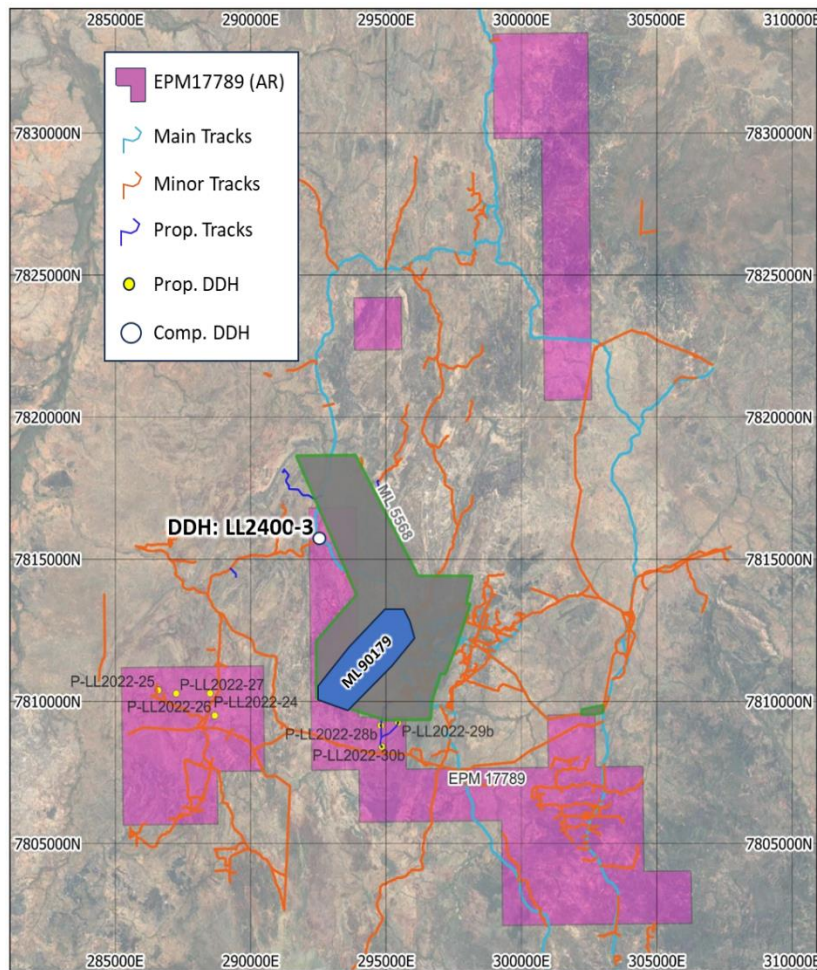 285000E 290000E 295000E 300000E 305000E 310000E
EPM17789 (AR)
Main Tracks
Minor Tracks
Prop. Tracks
Prop. DDH
Comp. DDH
7830000N 7830000N
7825000N 7825000N
7820000N 7820000N
ML 5568
DDH: LL2400-3
7815000N 7815000N
ML90179
P-LL2022-25 P-LL2022-27
7810000N 7810000N
P-LL2022-26 P-LL2022-24
P-LL2022-28b P-LL2022-29b
P-LL2022-30b
EPM 17789
7805000N 7805000N
285000E 290000E 295000E 300000E 305000E 310000E